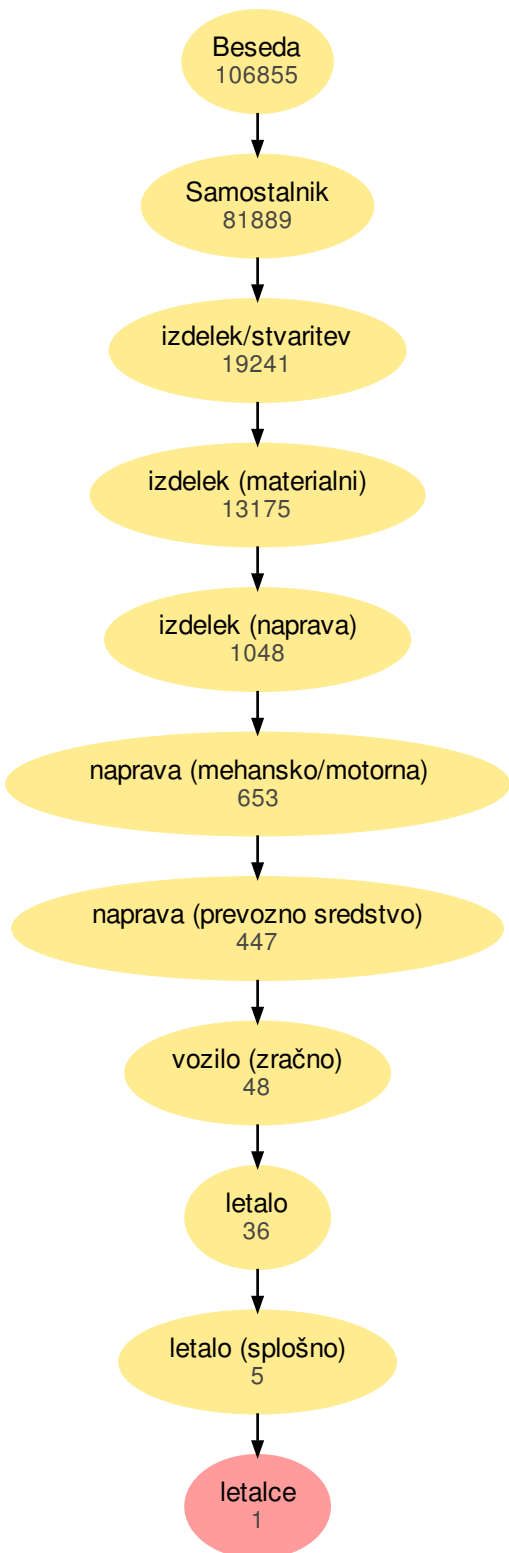 Beseda
106855
Samostalnik
81889
izdelek/stvaritev
19241
izdelek (materialni)
13175
izdelek (naprava)
1048
naprava (mehansko/motorna)
653
naprava (prevozno sredstvo)
447
vozilo (zračno)
48
letalo
36
letalo (splošno)
5
letalce
1